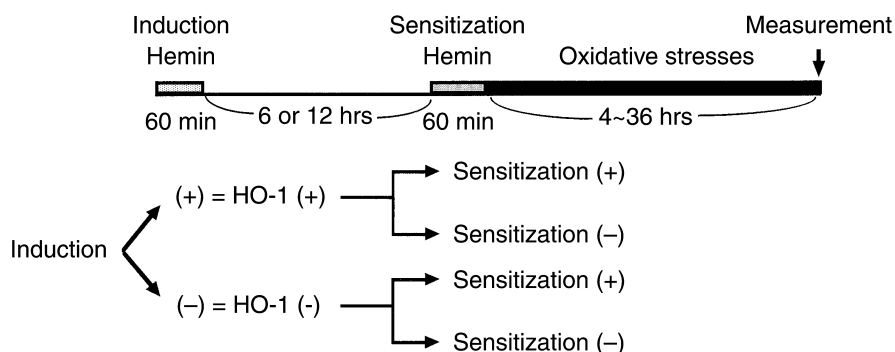 Induction
Sensitization
Measurement
Hemin
Hemin
Oxidative stresses
60 min
6 or 12 hrs
60 min
4~36 hrs
Induction
(+) = HO-1 (+)
Sensitization (+)
Sensitization (–)
(–) = HO-1 (-)
Sensitization (+)
Sensitization (–)